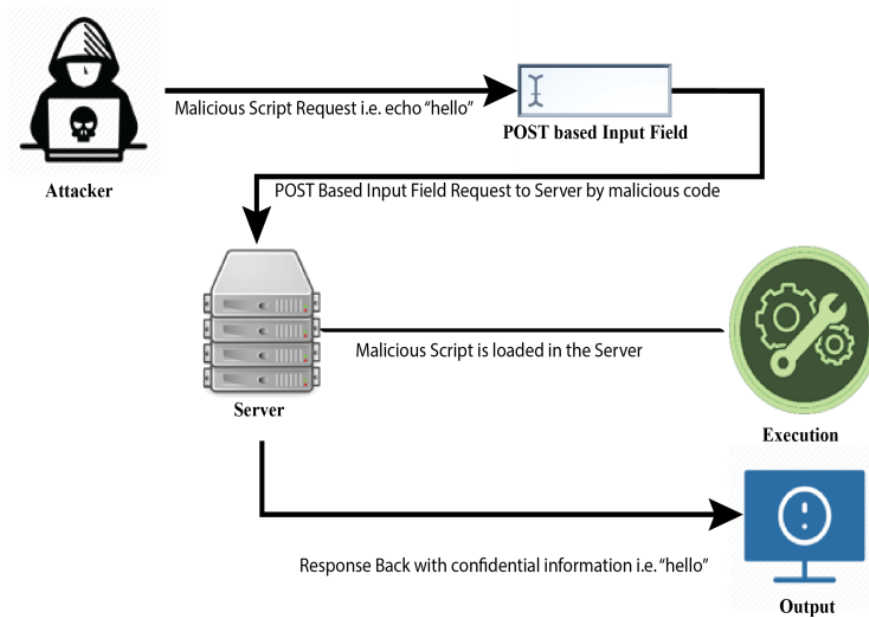 Malicious Script Request i.e. echo “hello”
POST based Input Field
Attacker
POST Based Input Field Request to Server by malicious code
Malicious Script is loaded in the Server
Server
Execution
Response Back with confidential information i.e. “hello”
Output